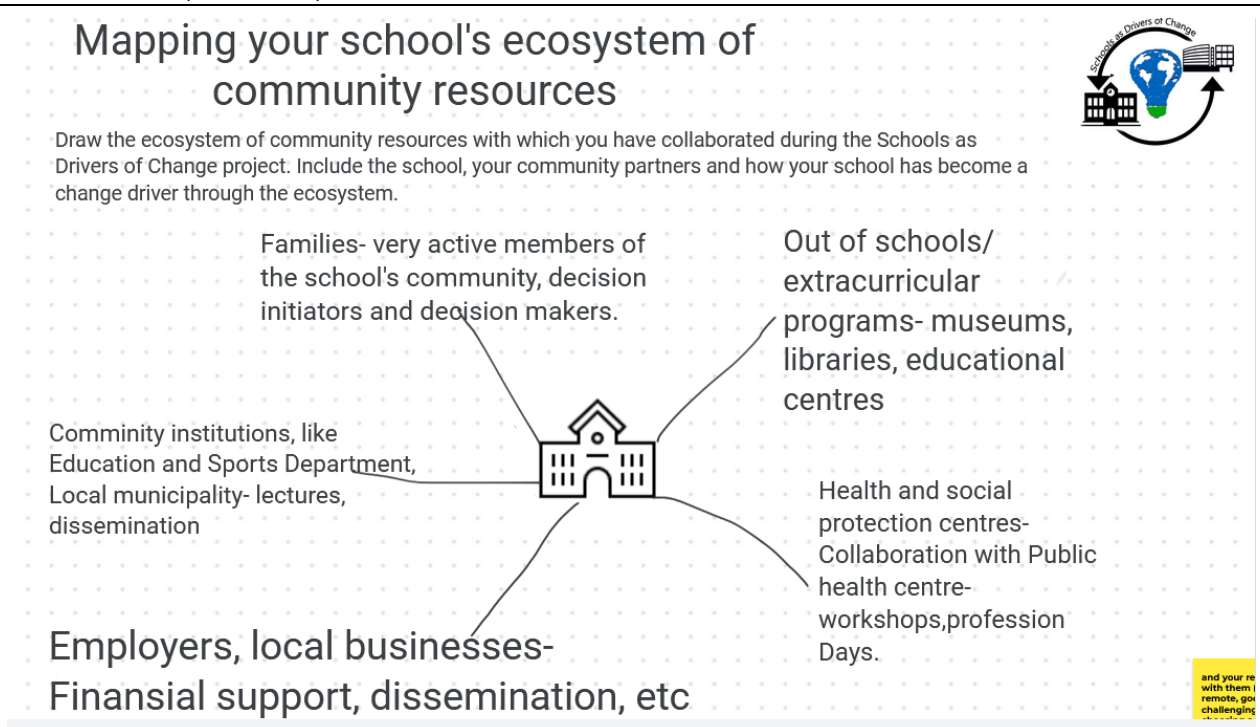 Mapping your school's ecosystem of
community resources
Schools as Drivers of Change
Draw the ecosystem of community resources with which you have collaborated during the Schools as
Drivers of Change project. Include the school, your community partners and how your school has become a
change driver through the ecosystem.
Families- very active members of
the school's community, decision
initiators and decision makers.
Out of schools/
extracurricular
programs- museums,
libraries, educational
centres
Comminity institutions, like
Education and Sports Department,
Local municipality- lectures,
dissemination
Health and social
protection centres-
Collaboration with Public
health centre-
workshops,profession
Days.
Employers, local businesses-
Finansial support, dissemination, etc
and your re
with them
remote, go
challenging